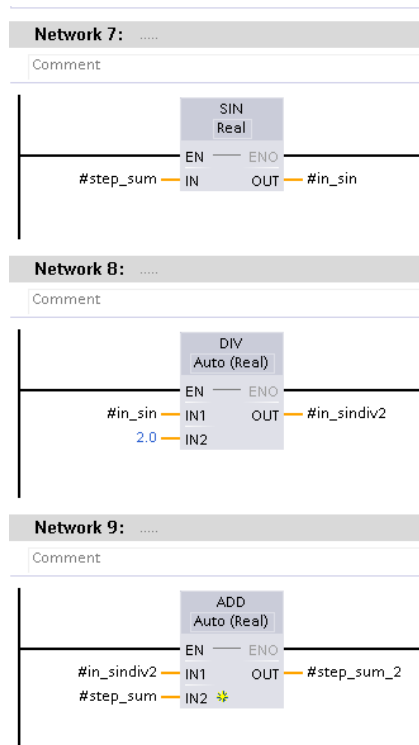 Network 7: .....
Comment
SIN
Real
EN ENO
#step_sum IN OUT #in_sin
Network 8: .....
Comment
DIV
Auto (Real)
EN ENO
#in_sin IN1 OUT #in_sindiv2
2.0 IN2
Network 9: .....
Comment
ADD
Auto (Real)
EN ENO
#in_sindiv2 IN1 OUT #step_sum_2
#step_sum IN2